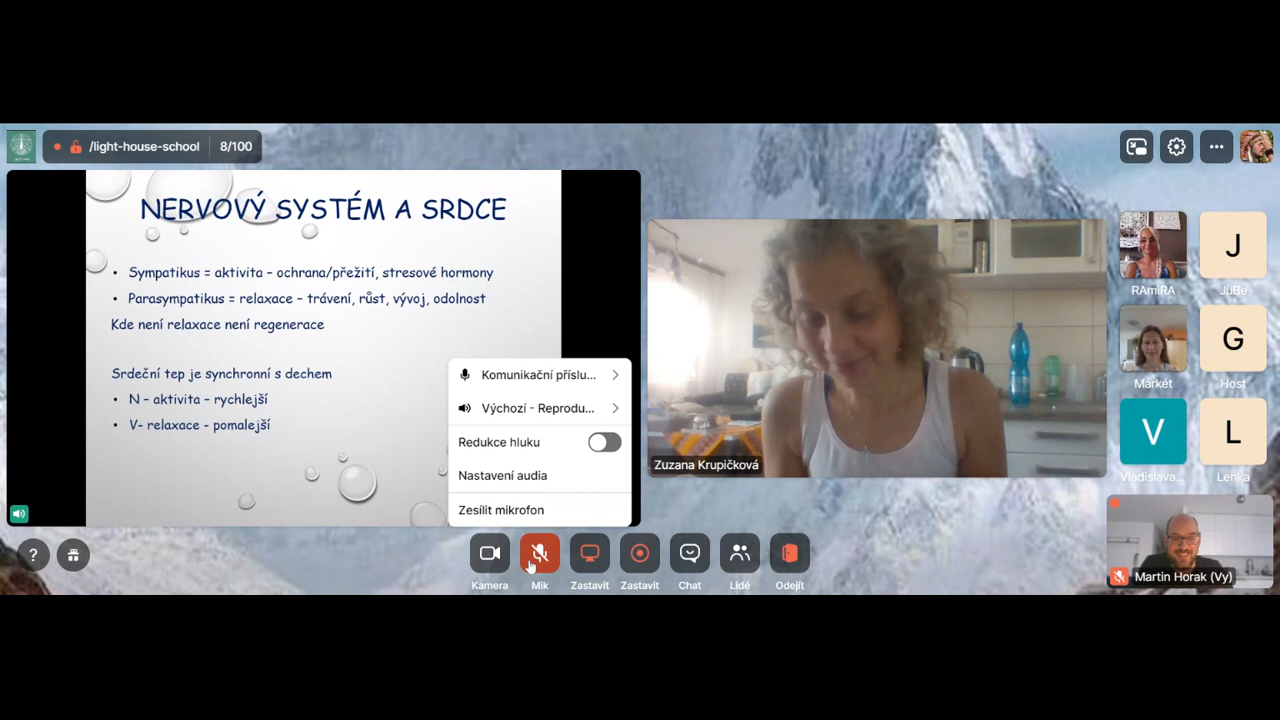 /light-house-school 8/100
NERVOVÝ SYSTÉM A SRDCE
• Sympatikus = aktivita – ochrana/přežití, stresové hormony
• Parasympatikus = relaxace – trávení, růst, vývoj, odolnost
Kde není relaxace není regenerace
Srdeční tep je synchronní s dechem
• N – aktivita – rychlejší
• V- relaxace - pomalejší
Komunikační příslu...
Výchozí - Reprodu...
Redukce hluku
Nastavení audia
Zesílit mikrofon
Zuzana Krupičková
RAmiRA
J
JuBe
Markét
G
Host
V
Vladislava...
L
Lenka
Martin Horak (Vy)
?
Kamera
Mik
Zastavit
Zastavit
Chat
Lidé
Odejít